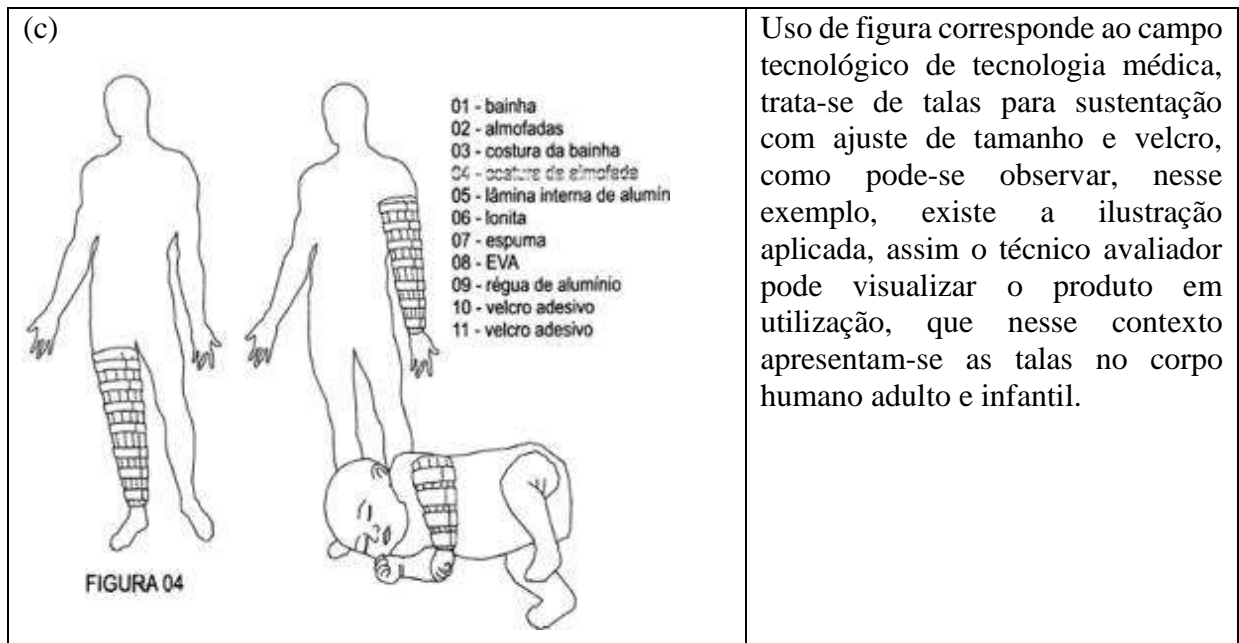 (c)
01 - bainha
02 - almofadas
03 - costura da bainha
04 - costura da almofada
05 - lâmina interna de alumín
06 - lonita
07 - espuma
08 - EVA
09 - régua de alumínio
10 - velcro adesivo
11 - velcro adesivo
FIGURA 04
Uso de figura corresponde ao campo
tecnológico de tecnologia médica,
trata-se de talas para sustentação
com ajuste de tamanho e velcro,
como pode-se observar, nesse
exemplo, existe a ilustração
aplicada, assim o técnico avaliador
pode visualizar o produto em
utilização, que nesse contexto
apresentam-se as talas no corpo
humano adulto e infantil.